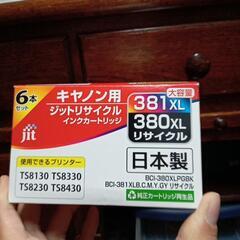 6本
セット
jit
キヤノン用
ジットリサイクル
インクカートリッジ
大容量
381XL
380XL
リサイクル
使用できるプリンター
TS8130 TS8330
TS8230 TS8430
日本製
BCI-380XLPGBK
BCI-381XLB.C.M.Y.GY リサイクル
純正カートリッジ再生品